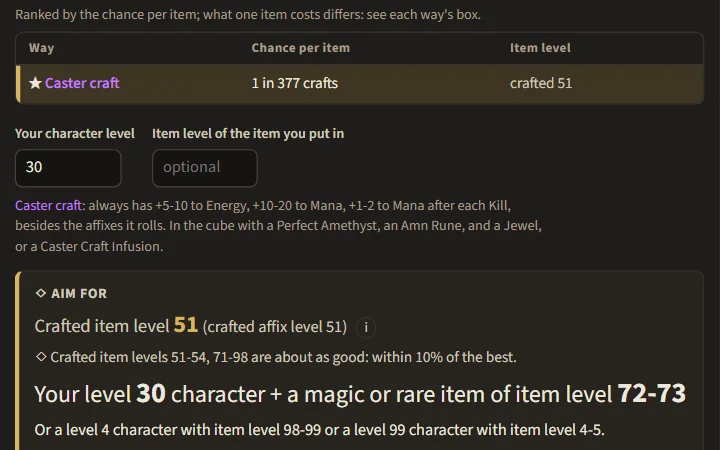 Ranked by the chance per item; what one item costs differs: see each way's box.
Way Chance per item Item level
★ Caster craft 1 in 377 crafts crafted 51
Your character level Item level of the item you put in
30 optional
Caster craft: always has +5-10 to Energy, +10-20 to Mana, +1-2 to Mana after each Kill,
besides the affixes it rolls. In the cube with a Perfect Amethyst, an Amn Rune, and a Jewel,
or a Caster Craft Infusion.
◇ AIM FOR
Crafted item level 51 (crafted affix level 51) i
◇ Crafted item levels 51-54, 71-98 are about as good: within 10% of the best.
Your level 30 character + a magic or rare item of item level 72-73
Or a level 4 character with item level 98-99 or a level 99 character with item level 4-5.